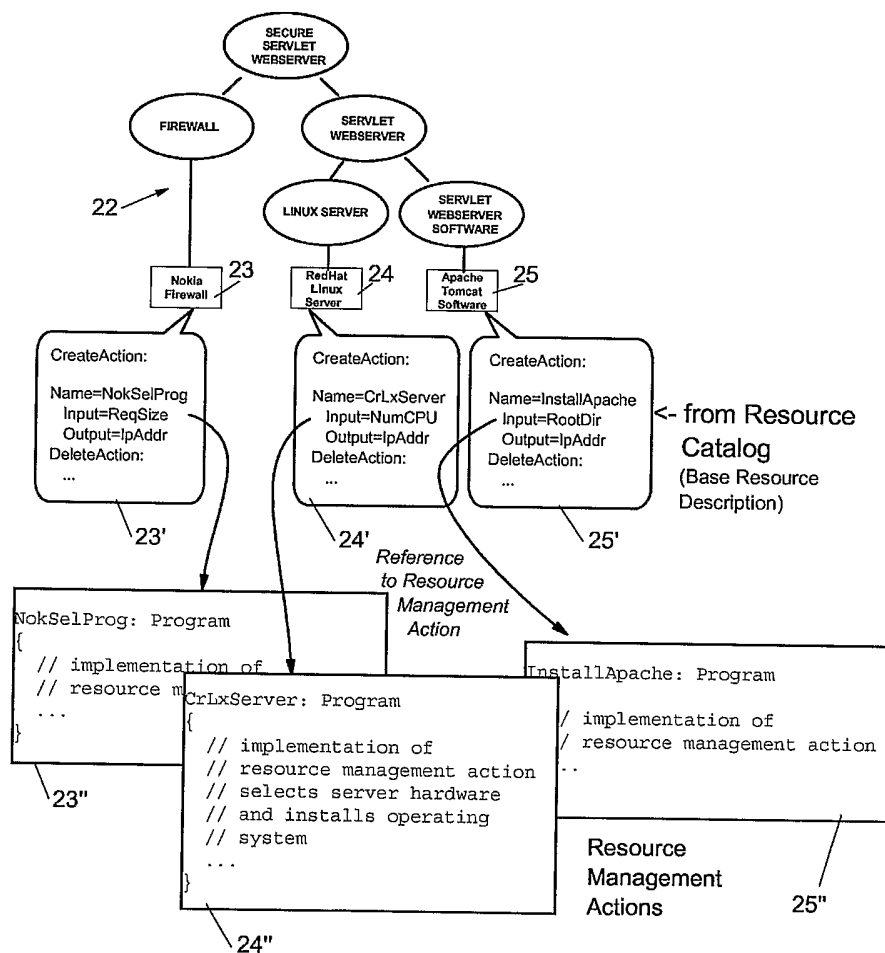 SECURE
SERVLET
WEBSERVER
FIREWALL
SERVLET
WEBSERVER
22
LINUX SERVER
SERVLET
WEBSERVER
SOFTWARE
Nokia
Firewall
23
RedHat
Linux
Server
24
Apache
Tomcat
Software
25
CreateAction:
Name=NokSelProg
Input=ReqSize
Output=IpAddr
DeleteAction:
...
23'
CreateAction:
Name=CrLxServer
Input=NumCPU
Output=IpAddr
DeleteAction:
...
24'
CreateAction:
Name=InstallApache
Input=RootDir
Output=IpAddr
DeleteAction:
...
25'
<- from Resource
Catalog
(Base Resource
Description)
Reference
to Resource
Management
Action
NokSelProg: Program
{
// implementation of
// resource m
...
}
23"
CrLxServer: Program
{
// implementation of
// resource management action
// selects server hardware
// and installs operating
// system
...
}
24"
InstallApache: Program
/ implementation of
/ resource management action
..
25"
Resource
Management
Actions